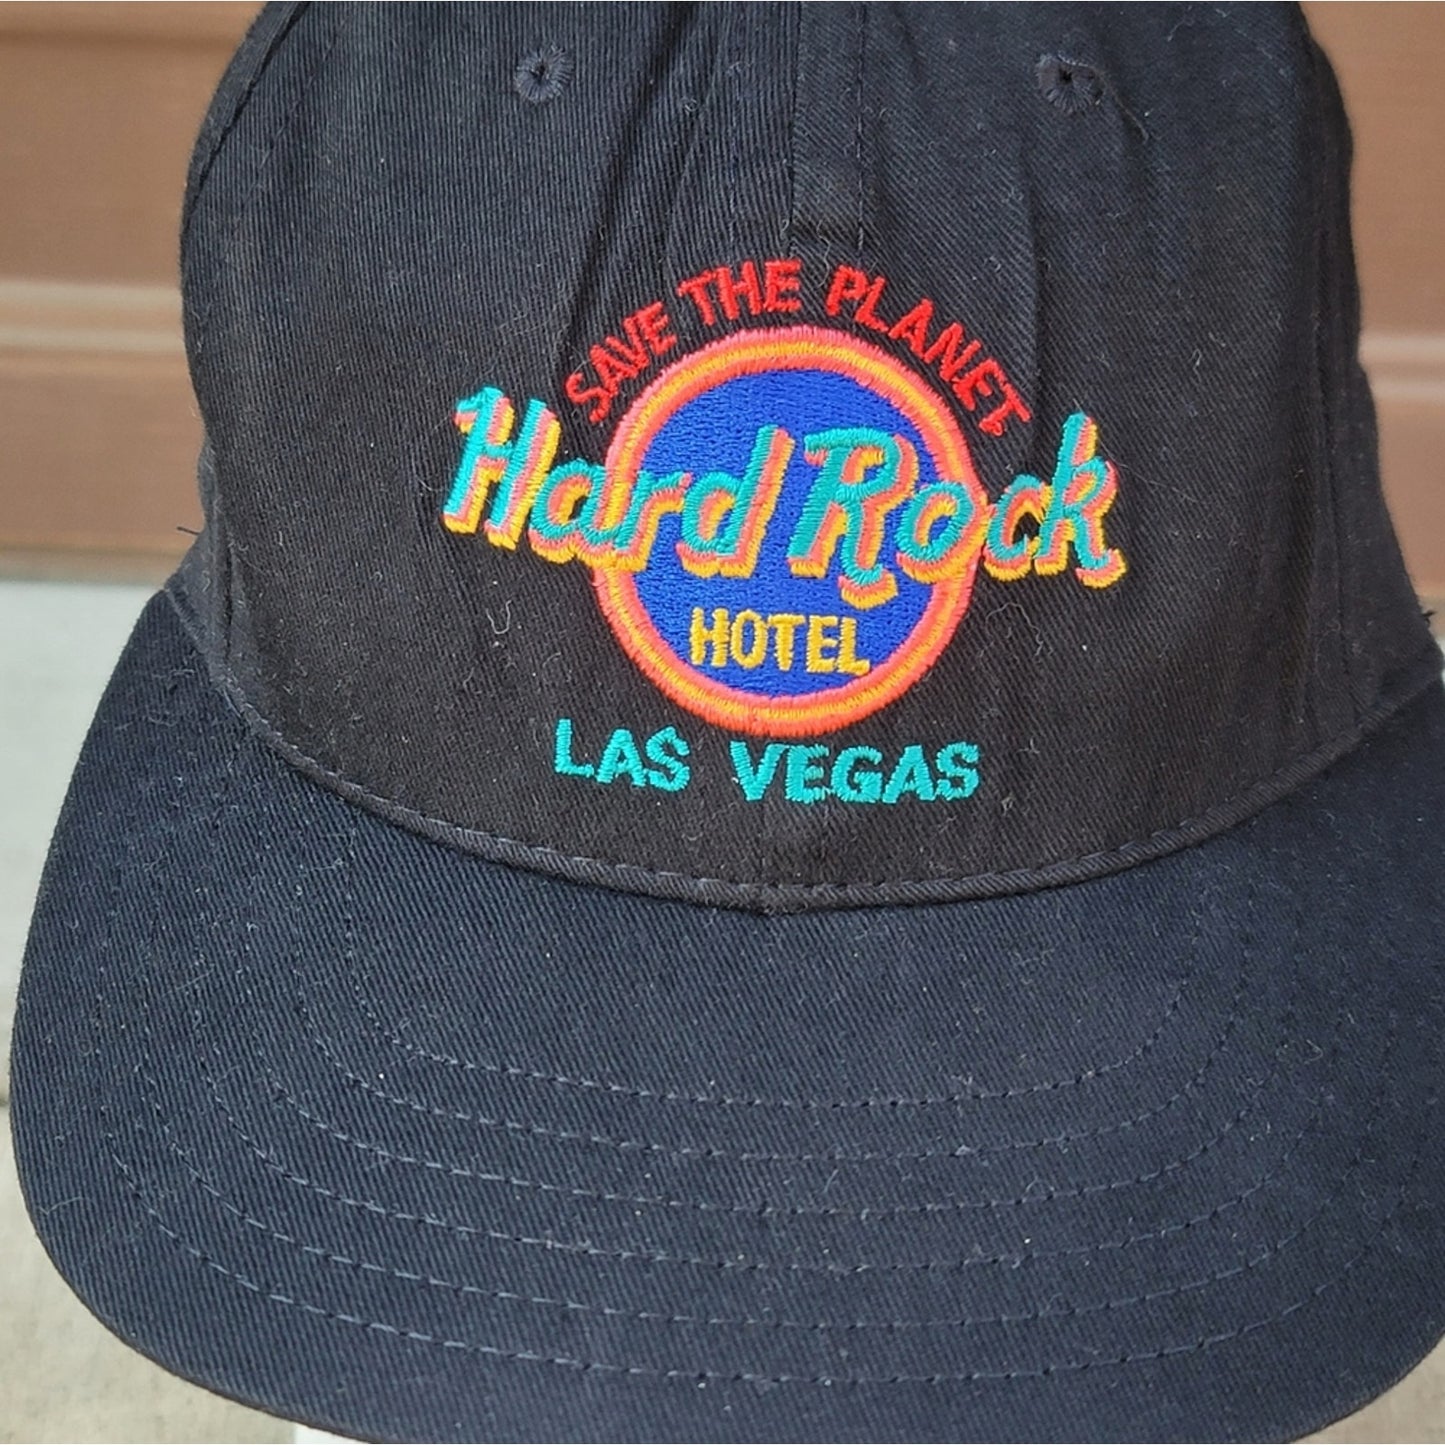 SAVE THE PLANET
Hard Rock
HOTEL
LAS VEGAS